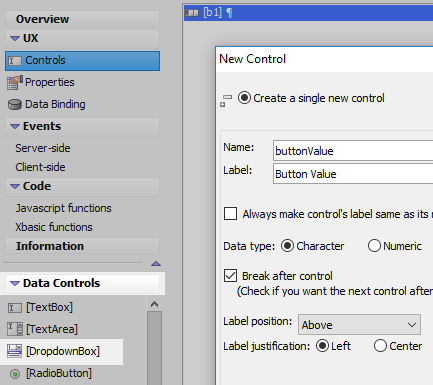 Overview
UX
Controls
Properties
Data Binding
Events
Server-side
Client-side
Code
Javascript functions
Xbasic functions
Information
Data Controls
[TextBox]
[TextArea]
[DropdownBox]
[RadioButton]
[b1] ¶
New Control
Create a single new control
Name: buttonValue
Label: Button Value
Always make control's label same as its
Data type: Character Numeric
Break after control
(Check if you want the next control after
Label position: Above
Label justification: Left Center